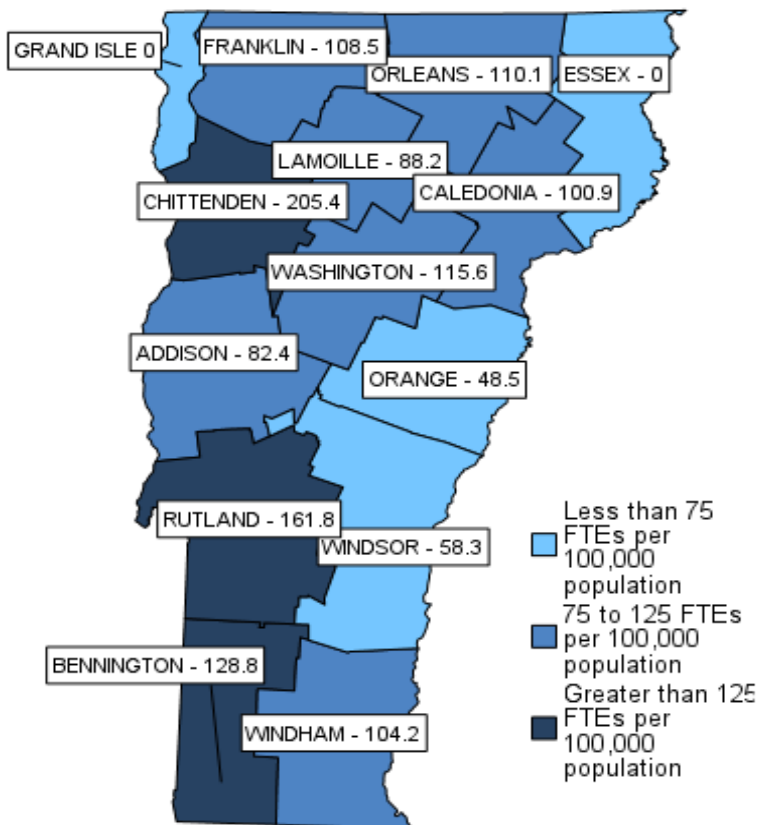 GRAND ISLE 0
FRANKLIN - 108.5
ORLEANS - 110.1
ESSEX - 0
LAMOILLE - 88.2
CALEDONIA - 100.9
CHITTENDEN - 205.4
WASHINGTON - 115.6
ADDISON - 82.4
ORANGE - 48.5
RUTLAND - 161.8
WINDSOR - 58.3
BENNINGTON - 128.8
WINDHAM - 104.2
Less than 75
FTEs per
100,000
population
75 to 125 FTEs
per 100,000
population
Greater than 125
FTEs per
100,000
population